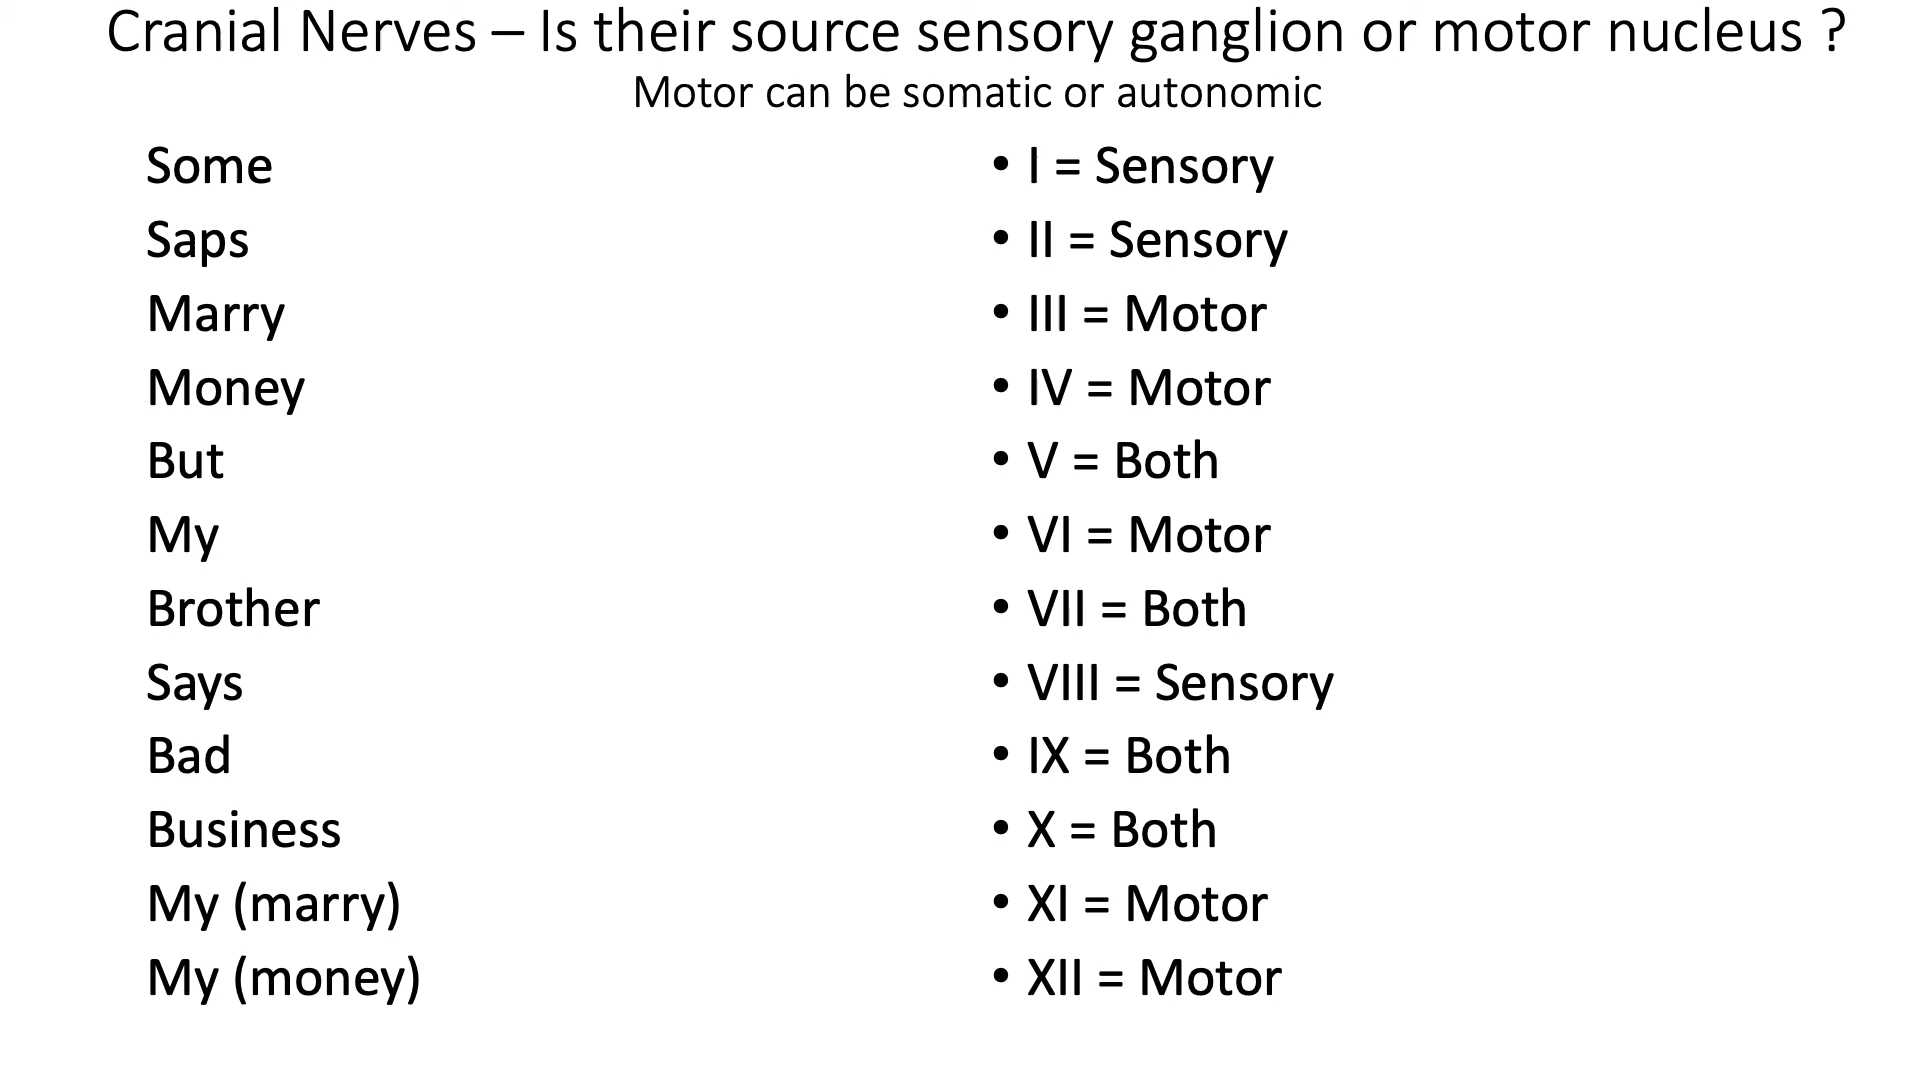 Cranial Nerves – Is their source sensory ganglion or motor nucleus ?
Motor can be somatic or autonomic
Some
Saps
Marry
Money
But
My
Brother
Says
Bad
Business
My (marry)
My (money)
• I = Sensory
• II = Sensory
• III = Motor
• IV = Motor
• V = Both
• VI = Motor
• VII = Both
• VIII = Sensory
• IX = Both
• X = Both
• XI = Motor
• XII = Motor